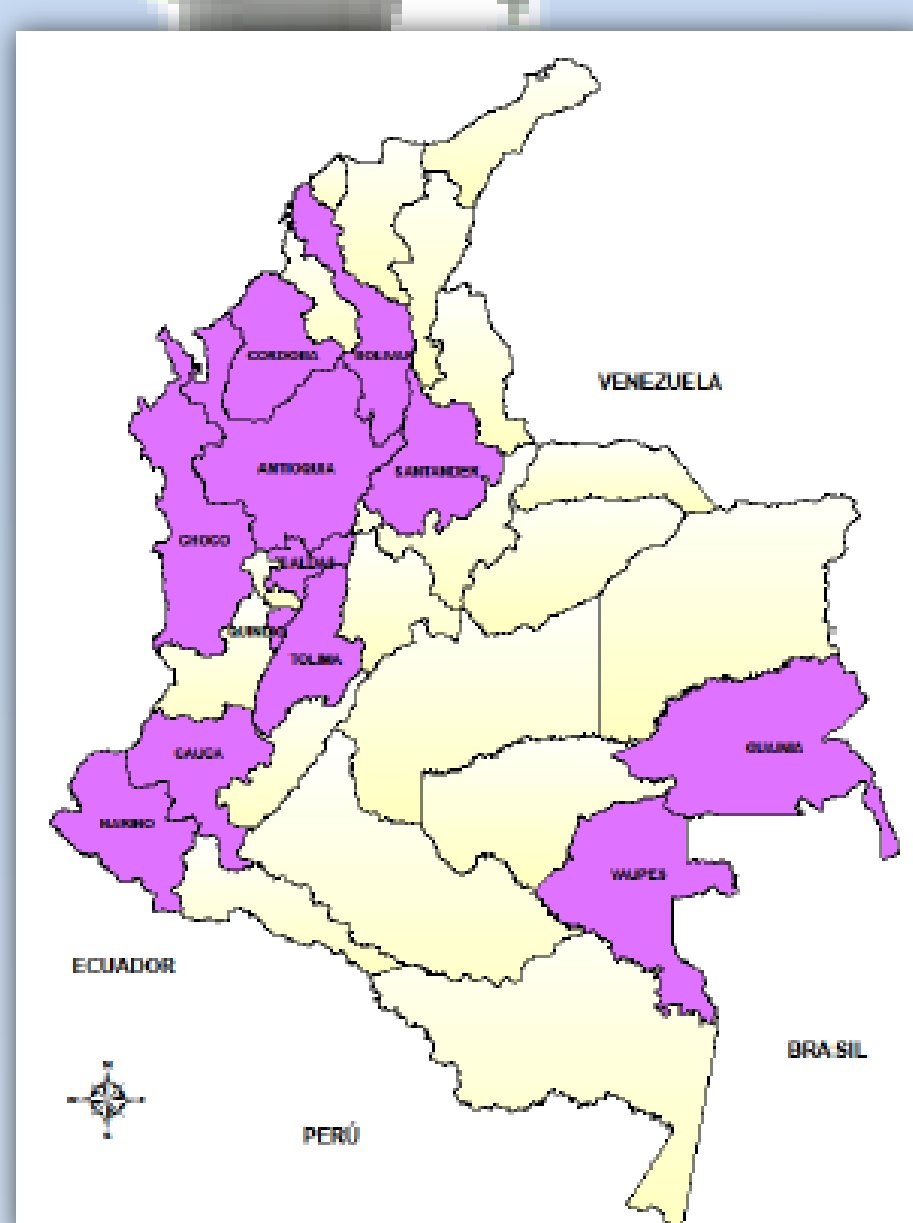 VENEZUELA
CORDOBA
BOLIVAR
ANTIOQUIA
SANTANDER
CHOCO
CALDAS
QUINDIO
TOLIMA
CAUCA
GUAINIA
NARIÑO
VAUPES
ECUADOR
BRASIL
PERÚ